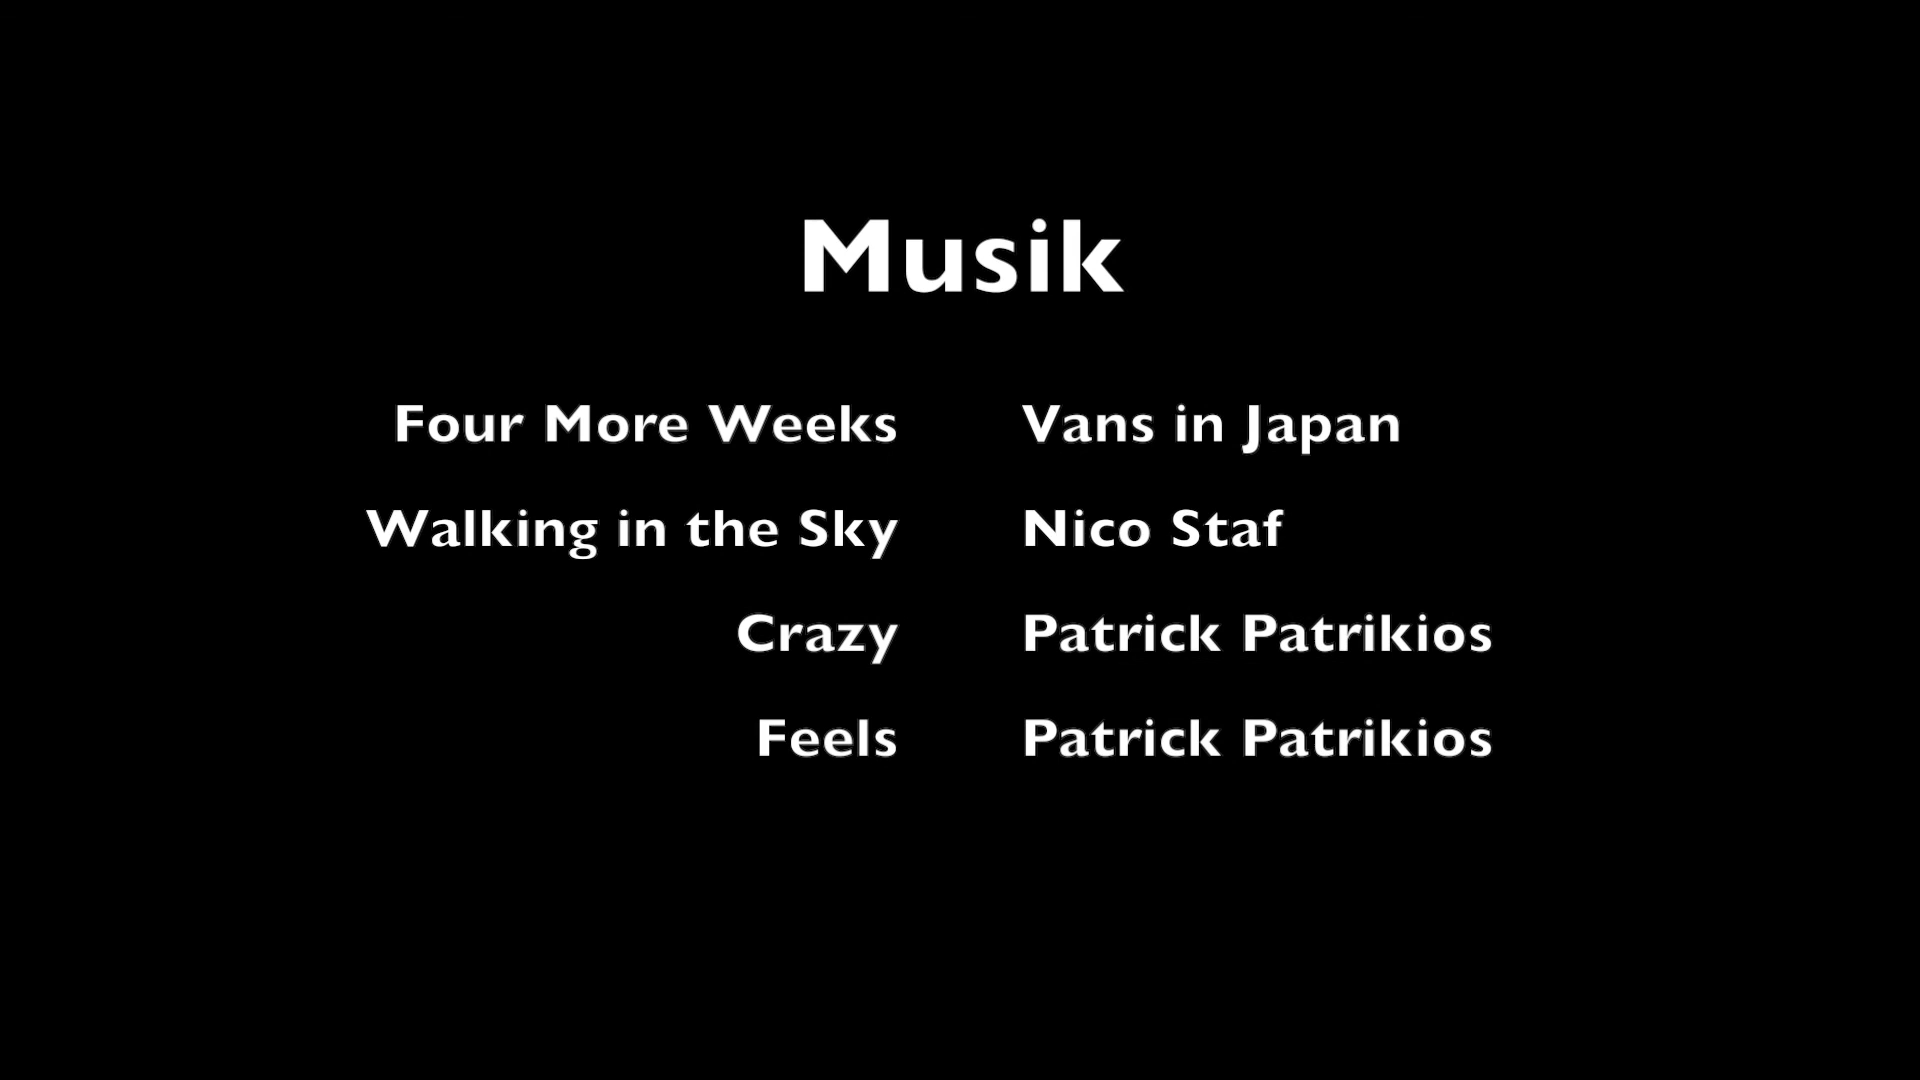 Musik
Four More Weeks Vans in Japan
Walking in the Sky Nico Staf
Crazy Patrick Patrikios
Feels Patrick Patrikios